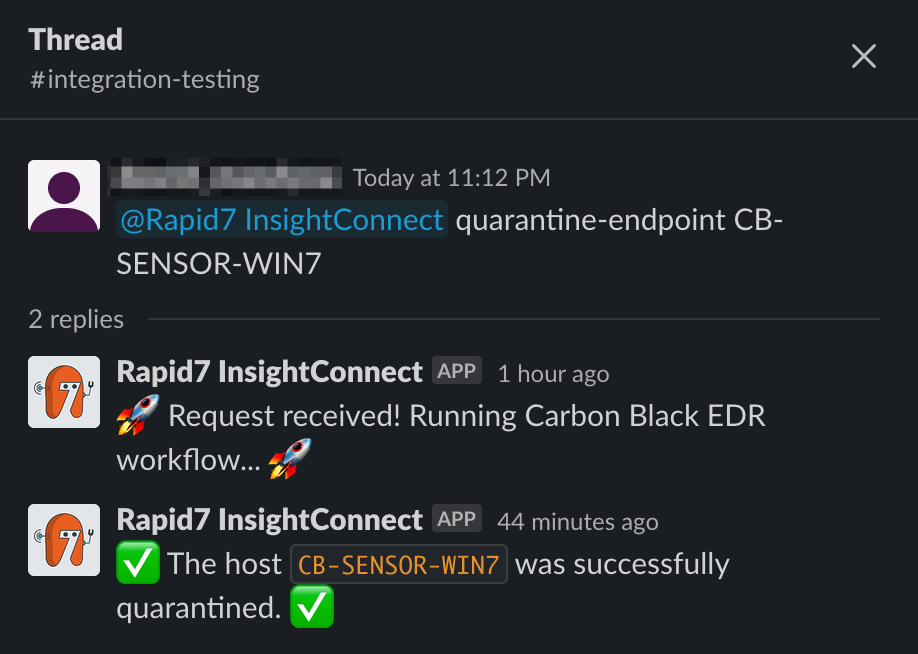 Thread
#integration-testing
Today at 11:12 PM
@Rapid7 InsightConnect quarantine-endpoint CB-
SENSOR-WIN7
2 replies
Rapid7 InsightConnect APP 1 hour ago
🚀 Request received! Running Carbon Black EDR
workflow... 🚀
Rapid7 InsightConnect APP 44 minutes ago
✅ The host CB-SENSOR-WIN7 was successfully
quarantined. ✅